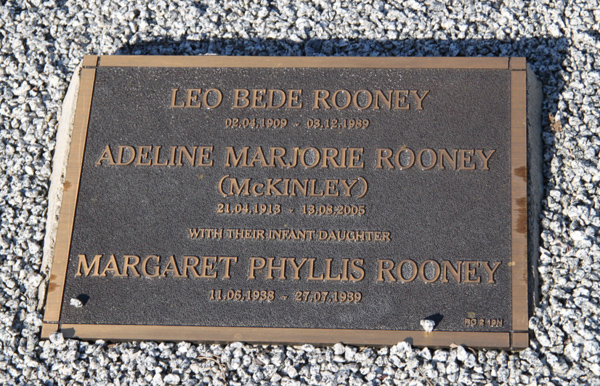 LEO BEDE ROONEY
02.04.1909 - 03.12.1989
ADELINE MARJORIE ROONEY
(McKINLEY)
21.04.1913 - 13.08.2005
WITH THEIR INFANT DAUGHTER
MARGARET PHYLLIS ROONEY
11.05.1938 - 27.07.1939